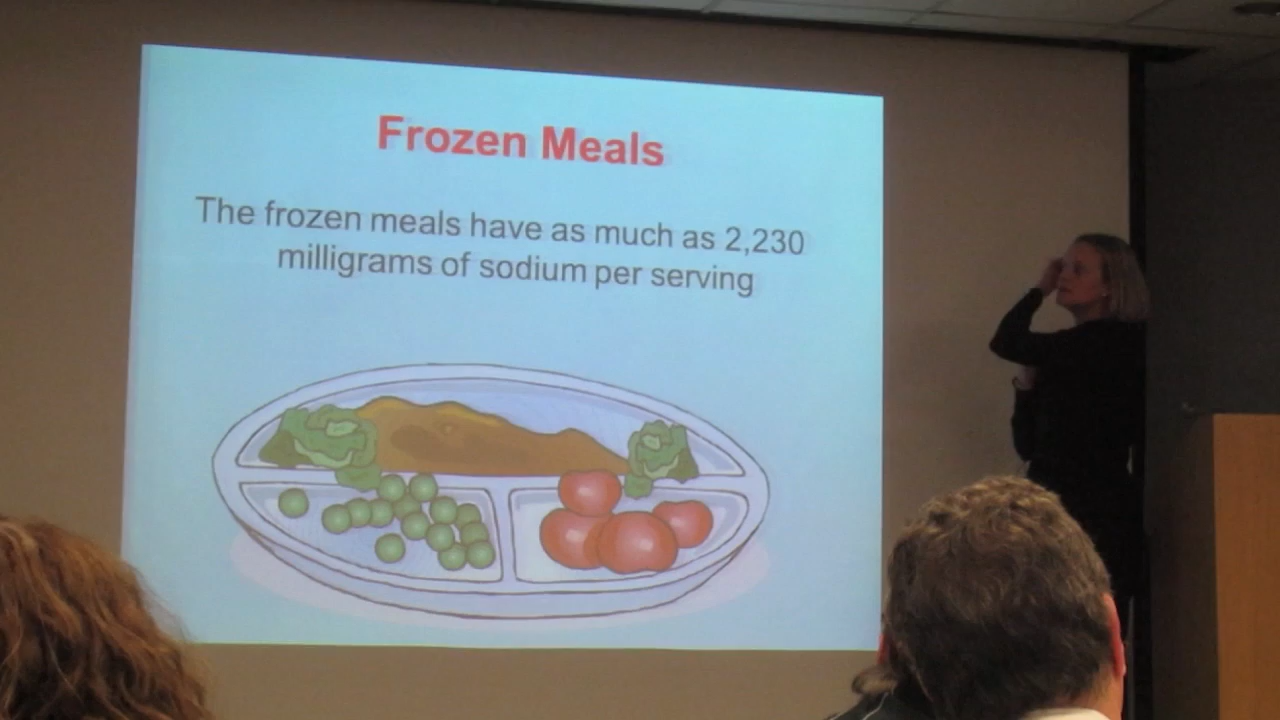 Frozen Meals
The frozen meals have as much as 2,230
milligrams of sodium per serving